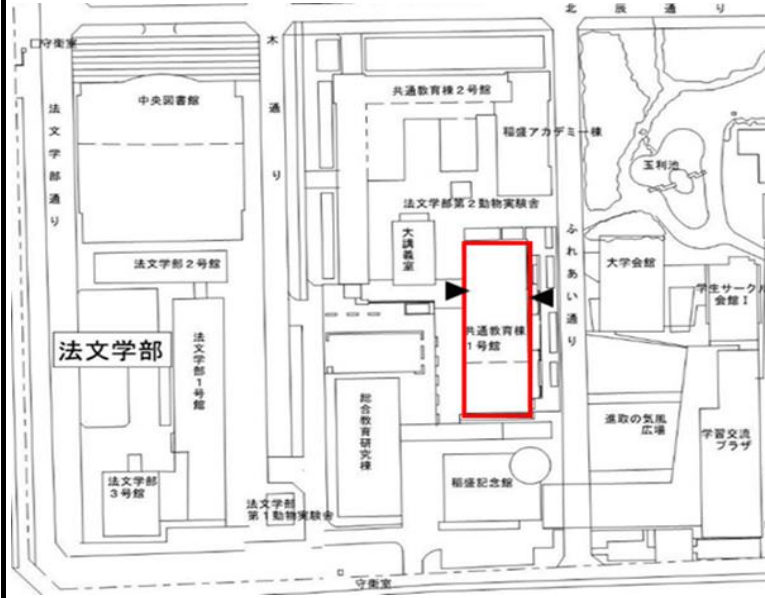 北辰通り
守衛室
木通り
法文学部通り
中央図書館
共通教育棟2号館
稲盛アカデミー棟
玉利池
法文学部第2動物実験舎
大講義室
ふれあい通り
大学会館
学生サークル
会館Ⅰ
法文学部2号館
法文学部
法文学部1号館
共通教育棟
1号館
総合教育研究棟
進取の気風
広場
学習交流
プラザ
法文学部
3号館
法文学部
第1動物実験舎
稲盛記念館
守衛室